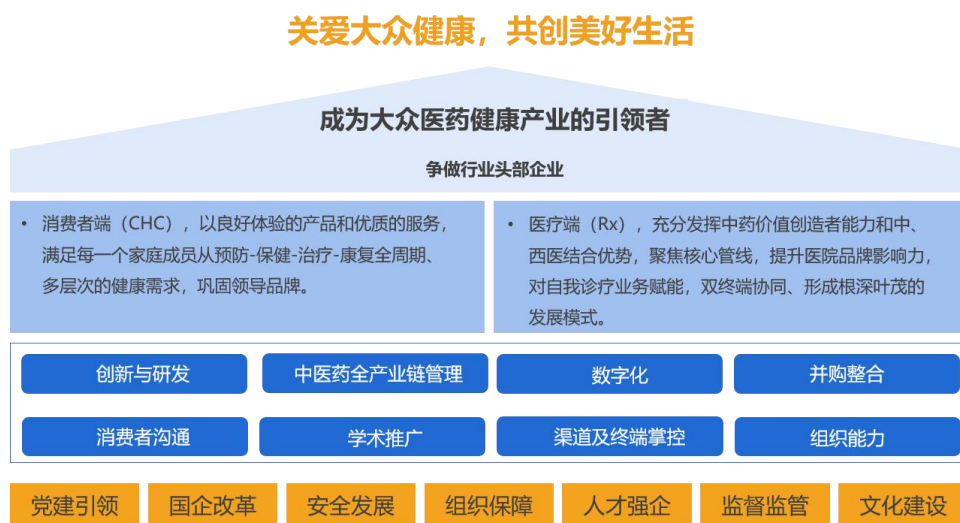 关爱大众健康，共创美好生活
成为大众医药健康产业的引领者
争做行业头部企业
• 消费者端（CHC），以良好体验的产品和优质的服务，
满足每一个家庭成员从预防-保健-治疗-康复全周期、
多层次的健康需求，巩固领导品牌。
• 医疗端（Rx），充分发挥中药价值创造者能力和中、
西医结合优势，聚焦核心管线，提升医院品牌影响力，
对自我诊疗业务赋能，双终端协同、形成根深叶茂的
发展模式。
创新与研发
中医药全产业链管理
数字化
并购整合
消费者沟通
学术推广
渠道及终端掌控
组织能力
党建引领
国企改革
安全发展
组织保障
人才强企
监督监管
文化建设